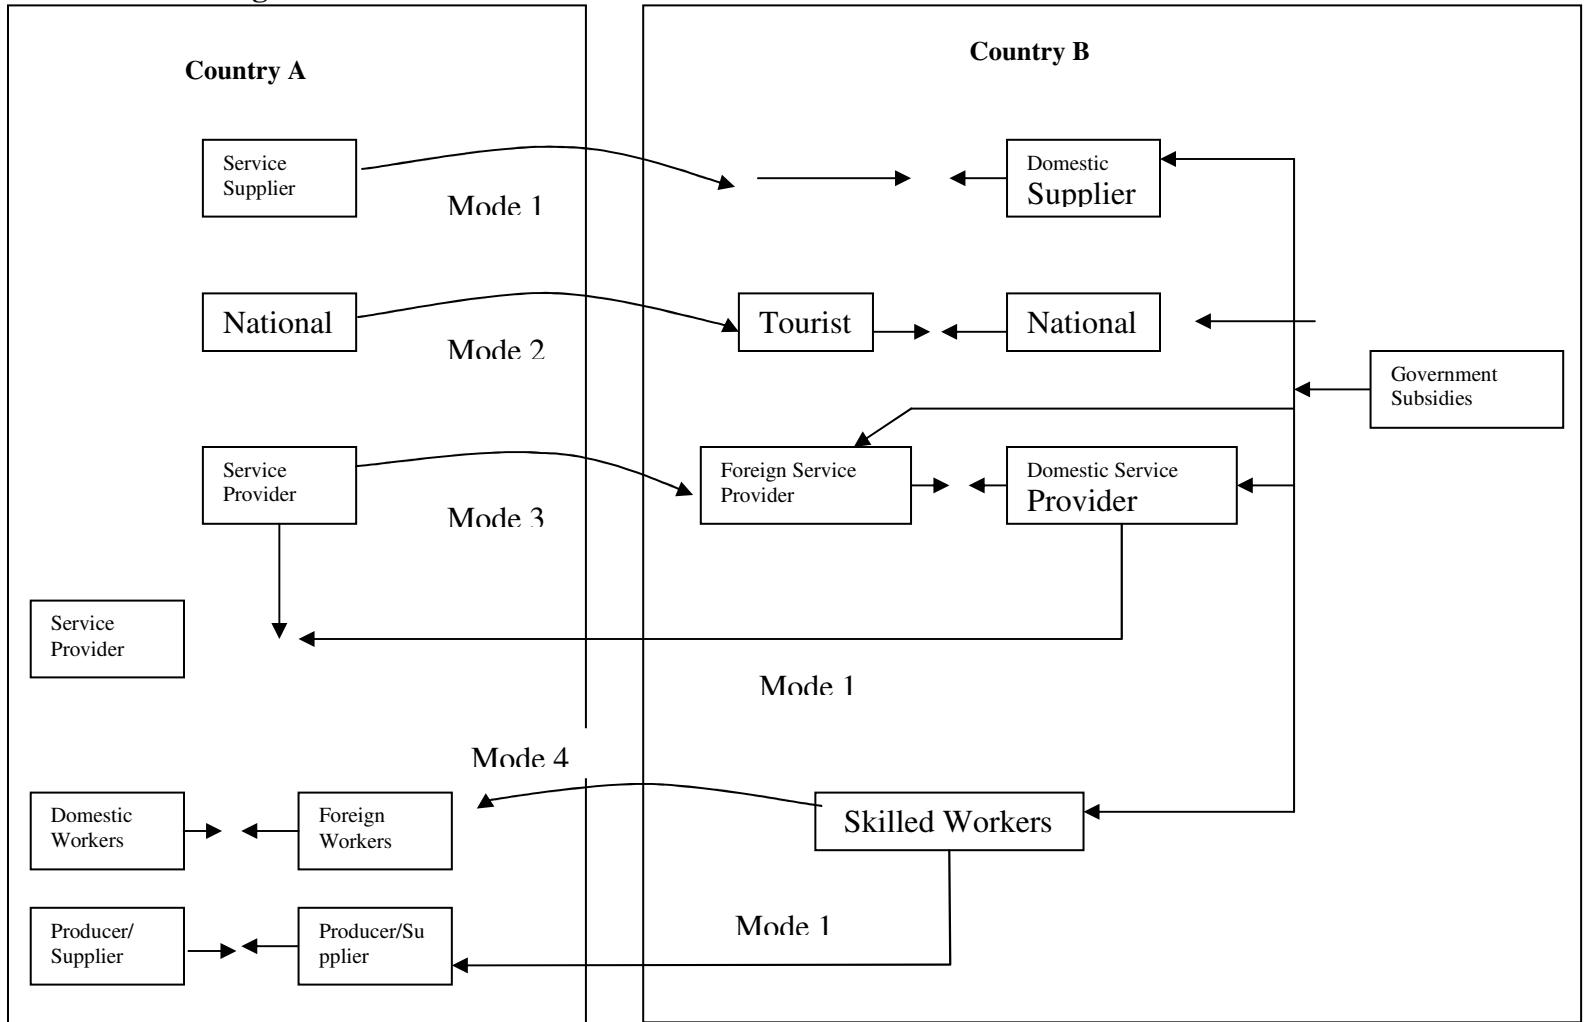 Country A
Country B
Service
Supplier
Mode 1
Domestic
Supplier
National
Mode 2
Tourist
National
Government
Subsidies
Service
Provider
Mode 3
Foreign Service
Provider
Domestic Service
Provider
Service
Provider
Mode 1
Mode 4
Domestic
Workers
Foreign
Workers
Skilled Workers
Producer/
Supplier
Producer/Su
pplier
Mode 1